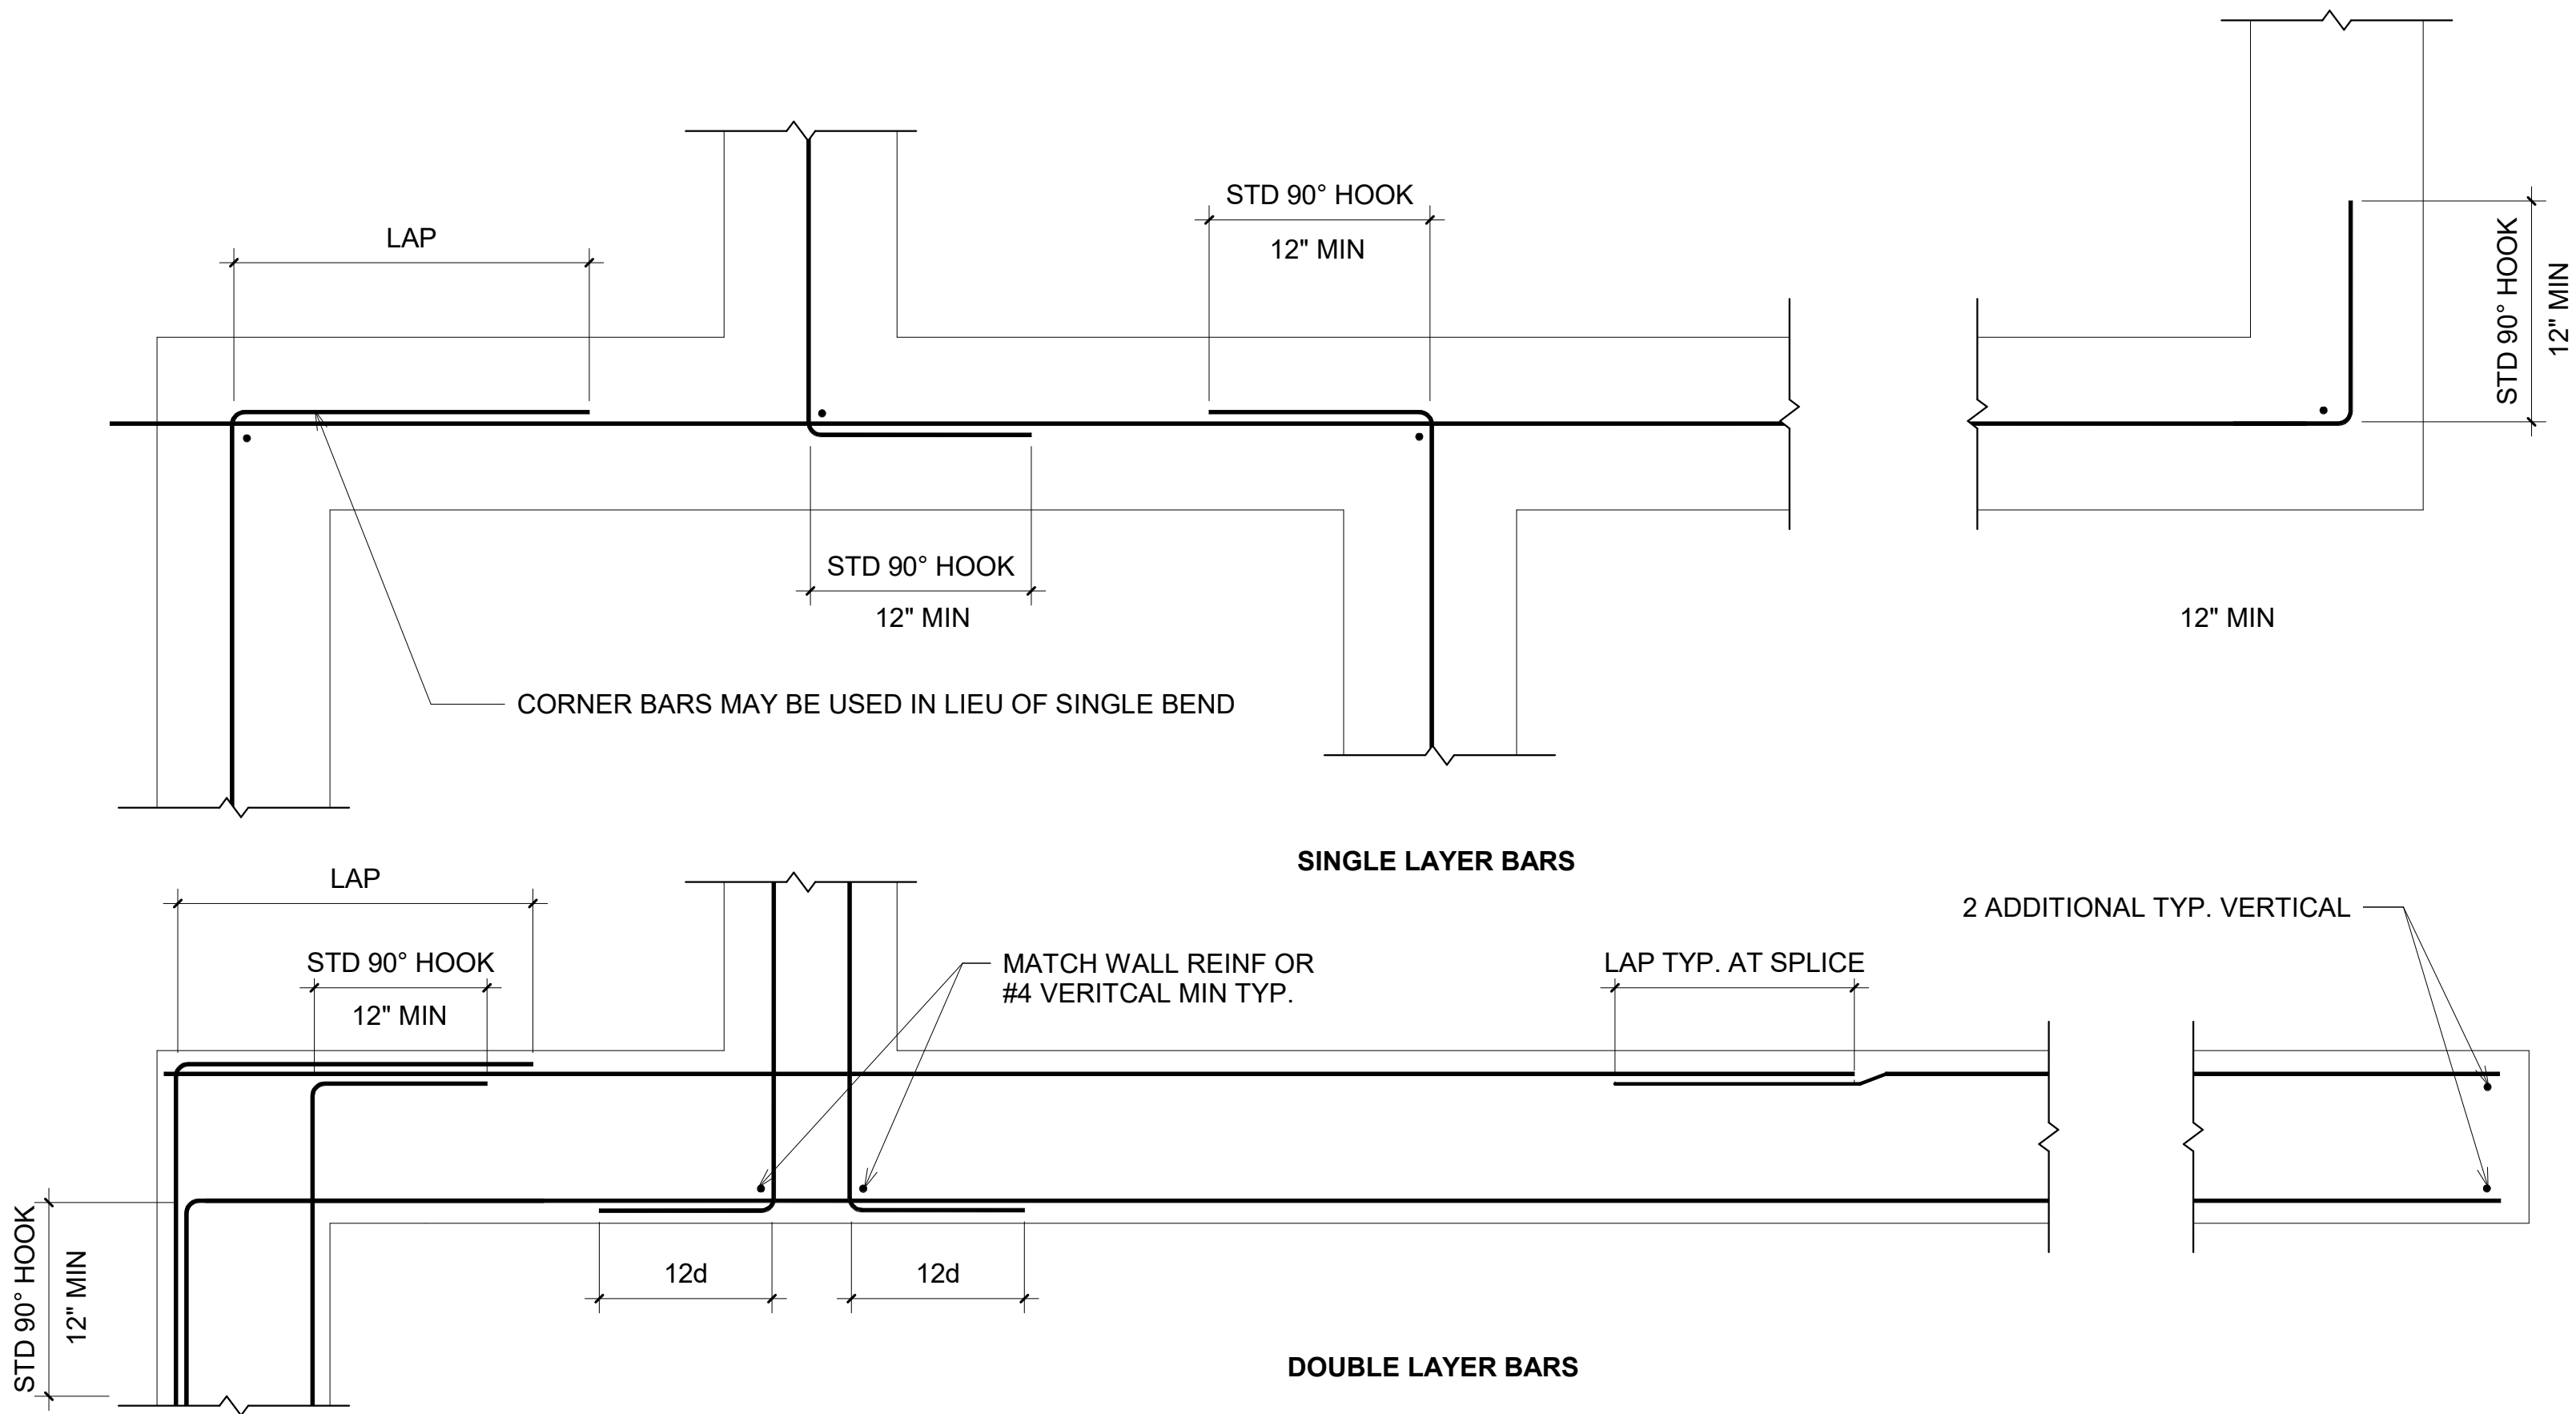 STD 90° HOOK
12" MIN
LAP
STD 90° HOOK
12" MIN
STD 90° HOOK
12" MIN
12" MIN
CORNER BARS MAY BE USED IN LIEU OF SINGLE BEND
SINGLE LAYER BARS
LAP
2 ADDITIONAL TYP. VERTICAL
STD 90° HOOK
12" MIN
MATCH WALL REINF OR
#4 VERITCAL MIN TYP.
LAP TYP. AT SPLICE
STD 90° HOOK
12" MIN
12d
12d
DOUBLE LAYER BARS